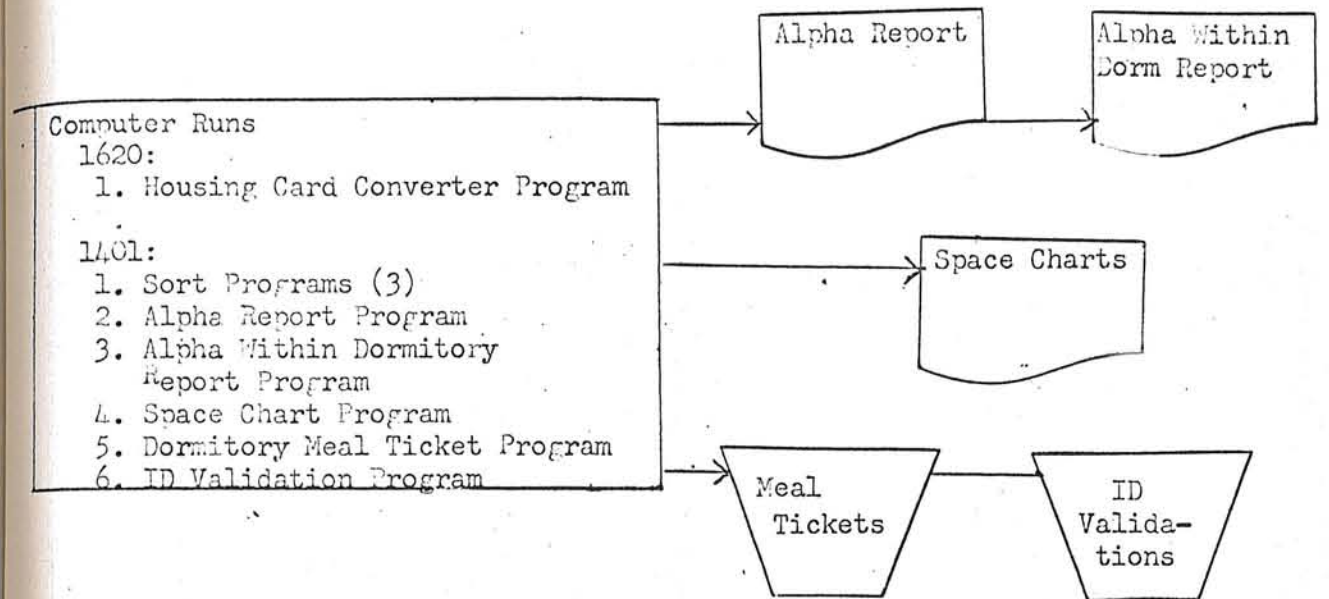 Computer Runs
1620:
1. Housing Card Converter Program
1401:
1. Sort Programs (3)
2. Alpha Report Program
3. Alpha Within Dormitory
Report Program
4. Space Chart Program
5. Dormitory Meal Ticket Program
6. ID Validation Program
Alpha Report
Alpha Within
Dorm Report
Space Charts
Meal
Tickets
ID
Valida-
tions